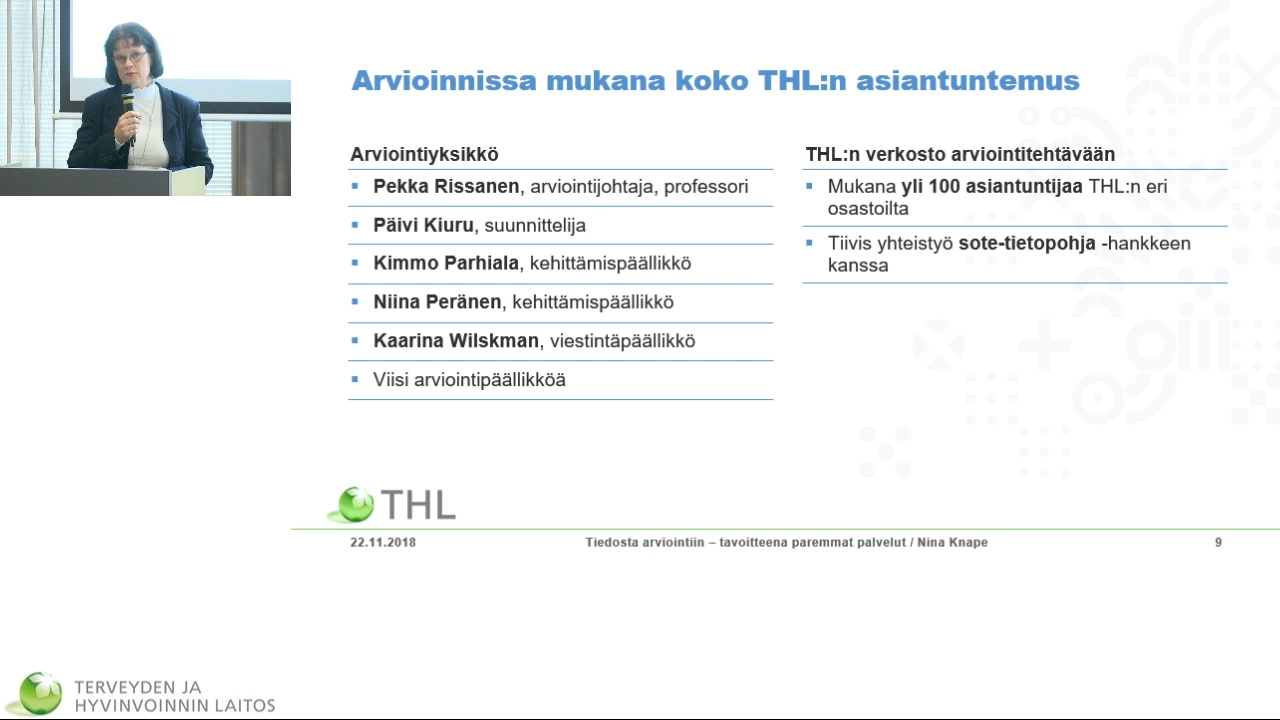 Arvioinnissa mukana koko THL:n asiantuntemus
Arviointiyksikkö
Pekka Rissanen, arviointijohtaja, professori
Päivi Kiuru, suunnittelija
Kimmo Parhiala, kehittämispäällikkö
Niina Peränen, kehittämispäällikkö
Kaarina Wilskman, viestintäpäällikkö
Viisi arviointipäällikköä
THL:n verkosto arviointitehtävään
Mukana yli 100 asiantuntijaa THL:n eri
osastoilta
Tiivis yhteistyö sote-tietopohja -hankkeen
kanssa
THL
22.11.2018
Tiedosta arviointiin – tavoitteena paremmat palvelut / Nina Knape
9
TERVEYDEN JA
HYVINVOINNIN LAITOS